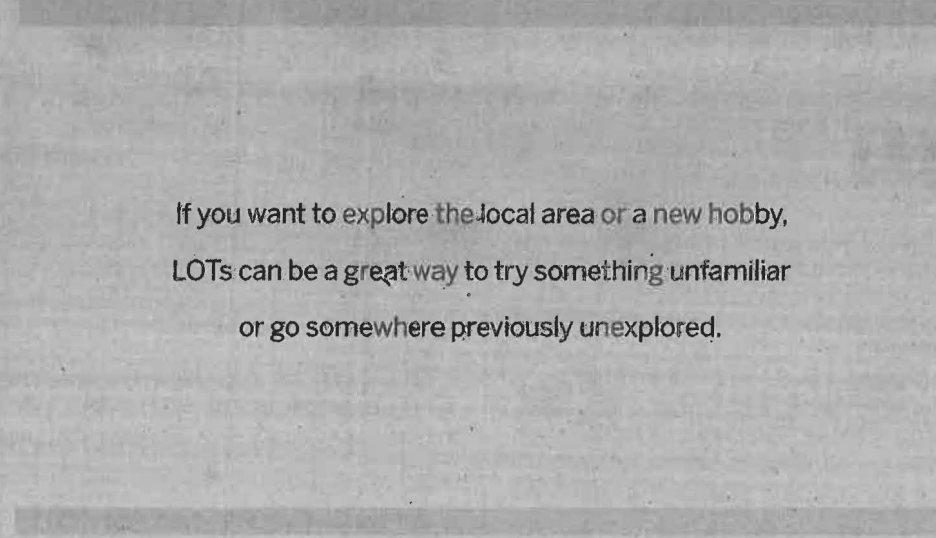 If you want to explore the local area or a new hobby,
LOTs can be a great way to try something unfamiliar
or go somewhere previously unexplored.